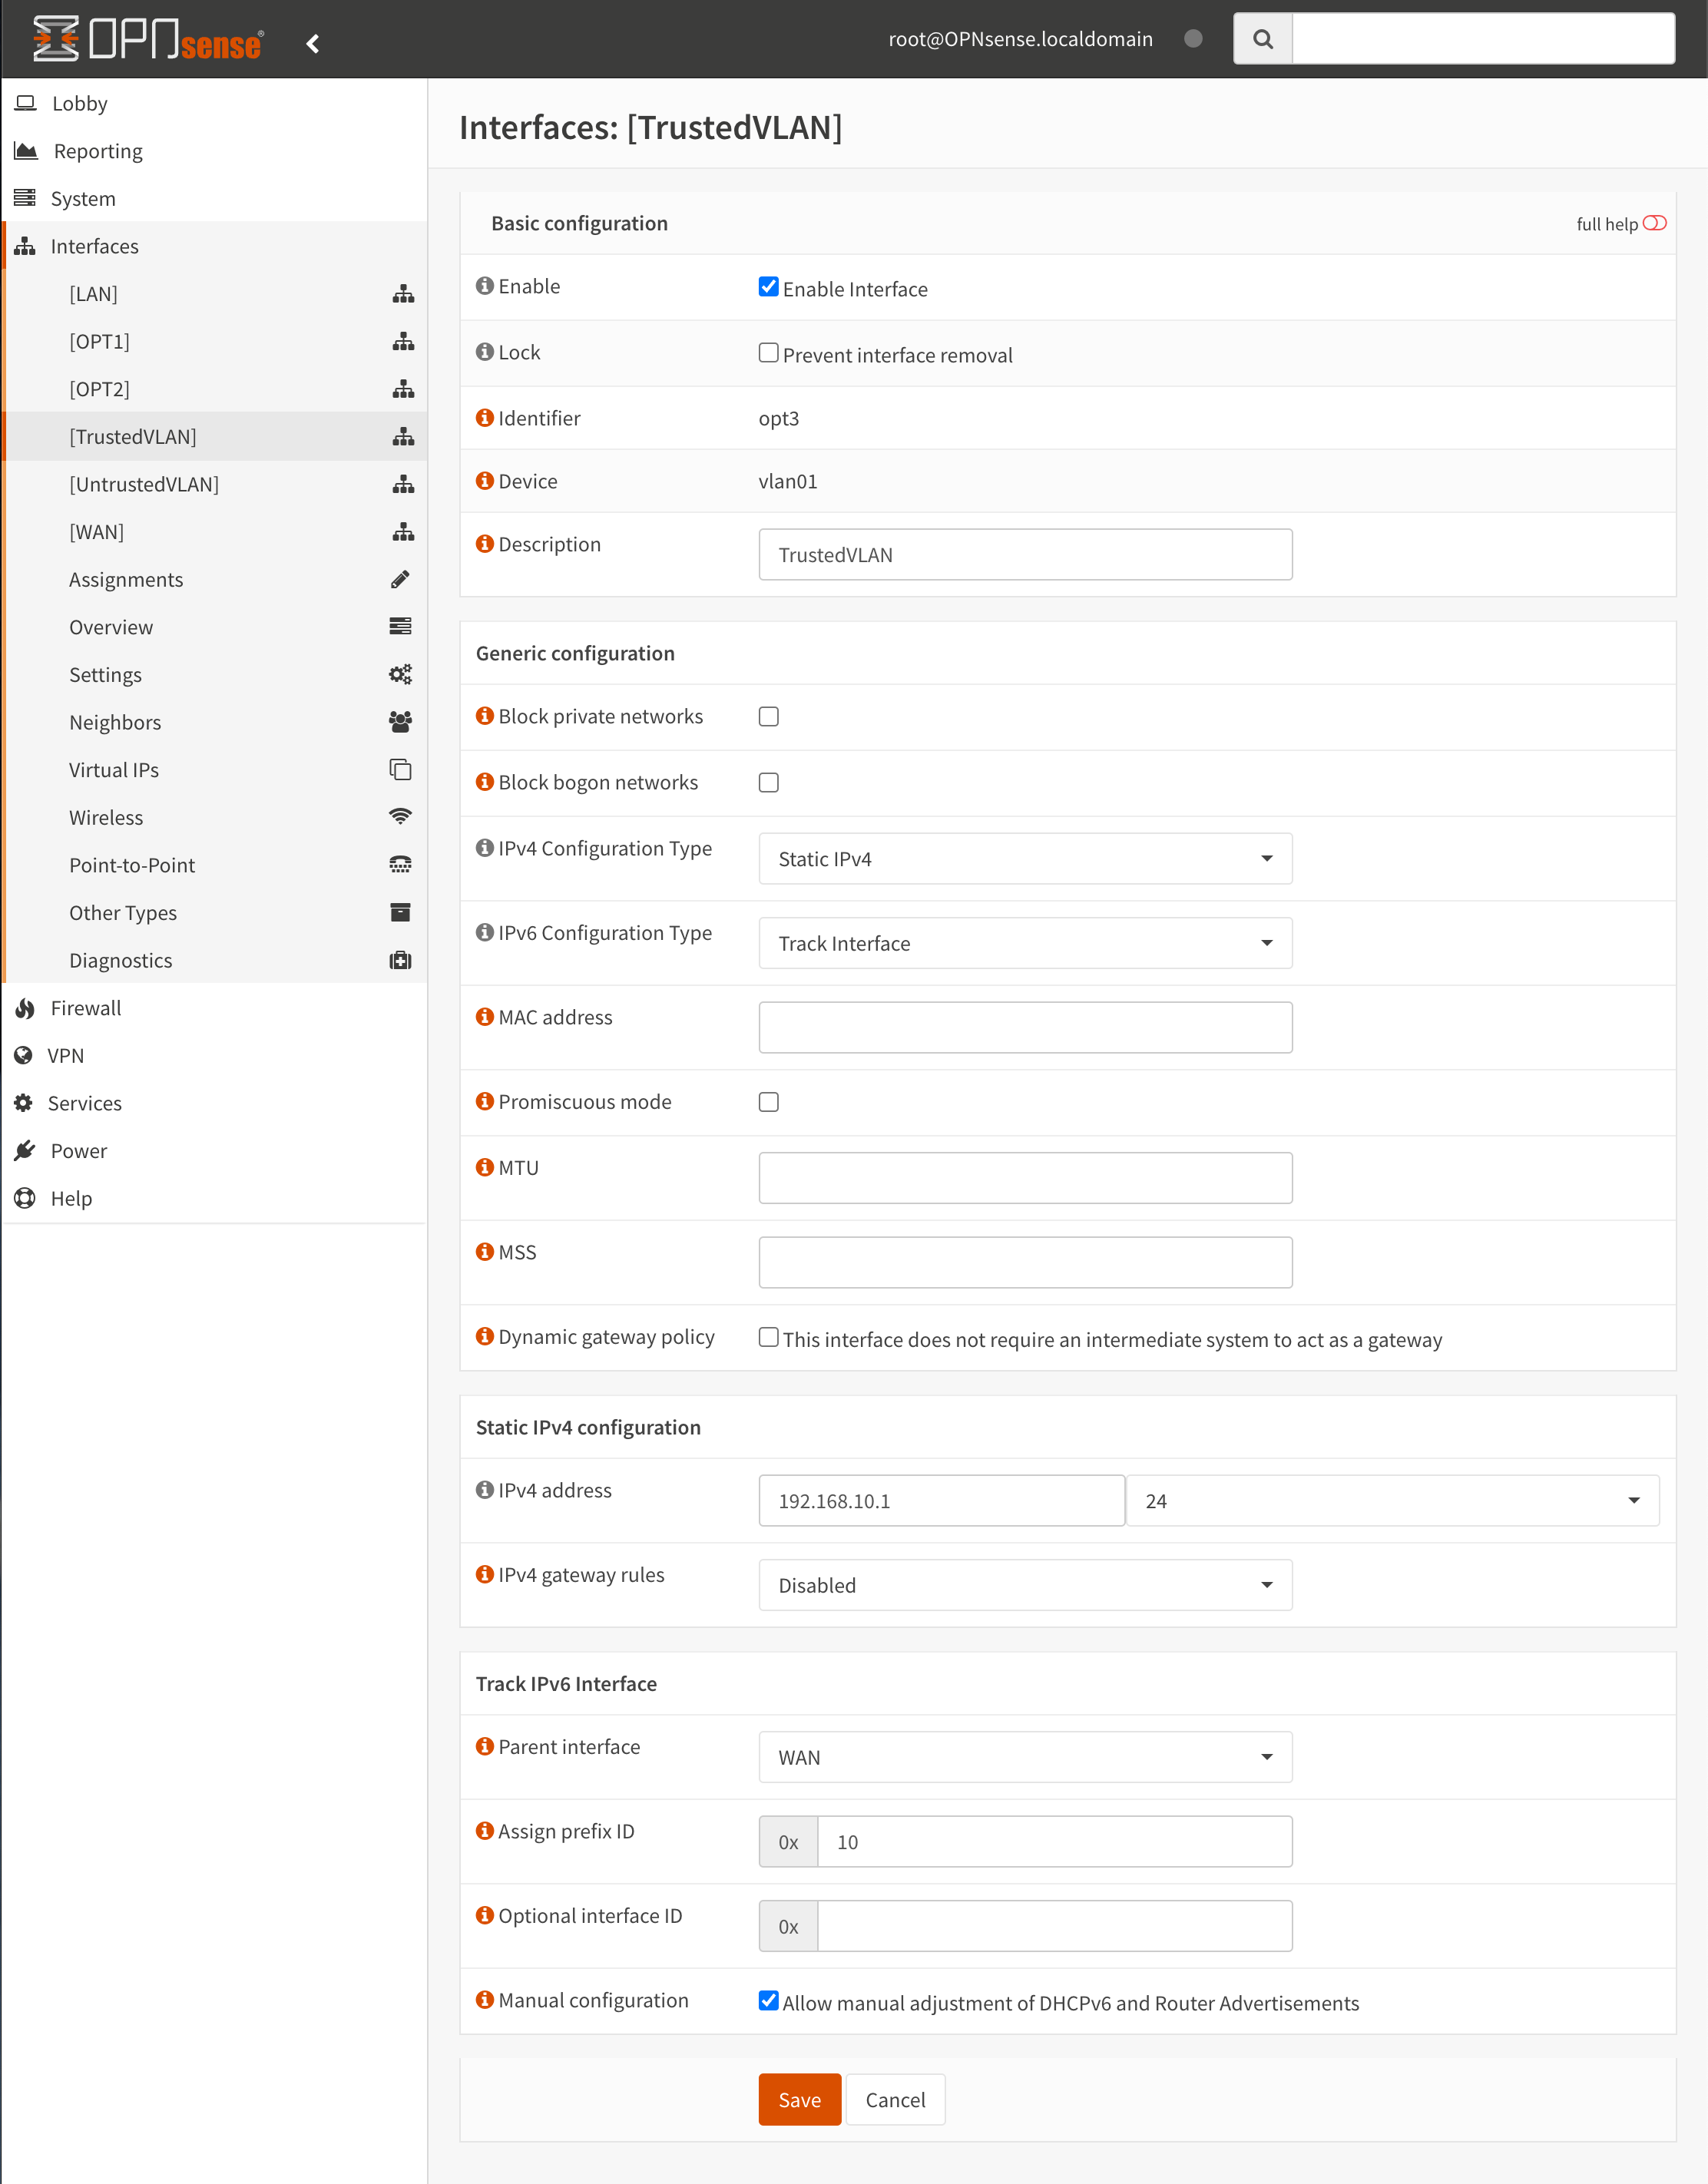 OPNsense®
root@OPNsense.localdomain
Lobby
Reporting
System
Interfaces
[LAN]
[OPT1]
[OPT2]
[TrustedVLAN]
[UntrustedVLAN]
[WAN]
Assignments
Overview
Settings
Neighbors
Virtual IPs
Wireless
Point-to-Point
Other Types
Diagnostics
Firewall
VPN
Services
Power
Help
Interfaces: [TrustedVLAN]
Basic configuration full help
Enable Enable Interface
Lock Prevent interface removal
Identifier opt3
Device vlan01
Description TrustedVLAN
Generic configuration
Block private networks
Block bogon networks
IPv4 Configuration Type Static IPv4
IPv6 Configuration Type Track Interface
MAC address
Promiscuous mode
MTU
MSS
Dynamic gateway policy This interface does not require an intermediate system to act as a gateway
Static IPv4 configuration
IPv4 address 192.168.10.1 24
IPv4 gateway rules Disabled
Track IPv6 Interface
Parent interface WAN
Assign prefix ID 0x 10
Optional interface ID 0x
Manual configuration Allow manual adjustment of DHCPv6 and Router Advertisements
Save Cancel